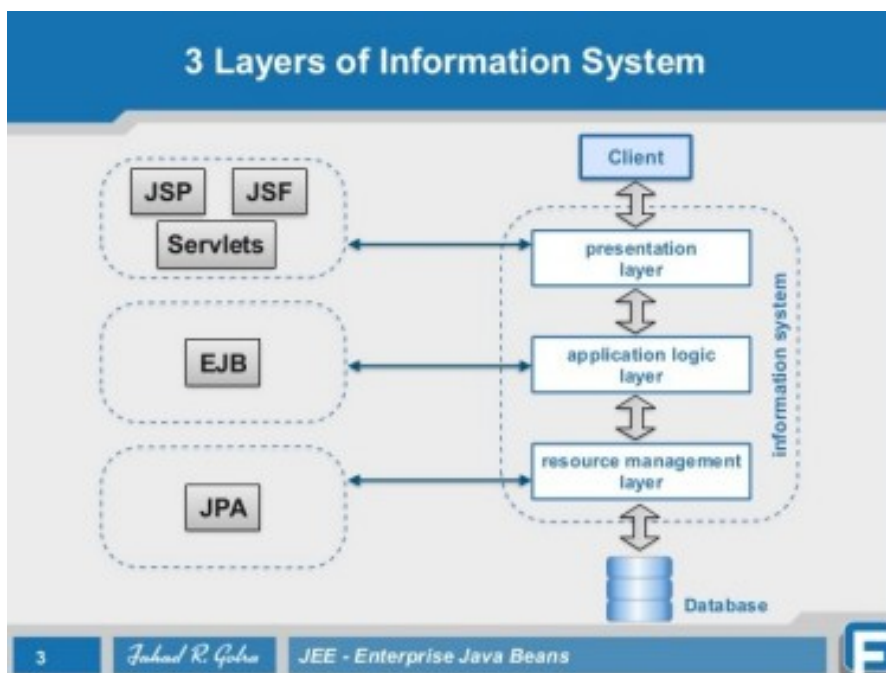 3 Layers of Information System
JSP
JSF
Servlets
EJB
JPA
Client
presentation
layer
application logic
layer
resource management
layer
information system
Database
3
Fahad R. Golra
JEE - Enterprise Java Beans
E